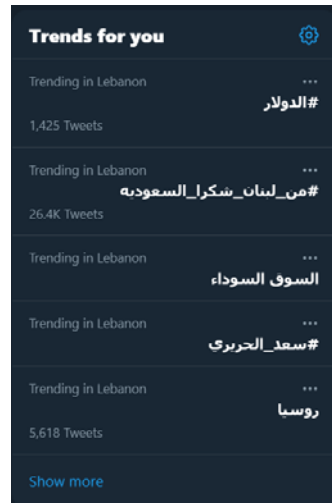 Trends for you
Trending in Lebanon
#الدولار
1,425 Tweets
Trending in Lebanon
#من_لبنان_شكرا_السعوديه
26.4K Tweets
Trending in Lebanon
السوق السوداء
Trending in Lebanon
#سعد_الحريري
Trending in Lebanon
روسيا
5,618 Tweets
Show more